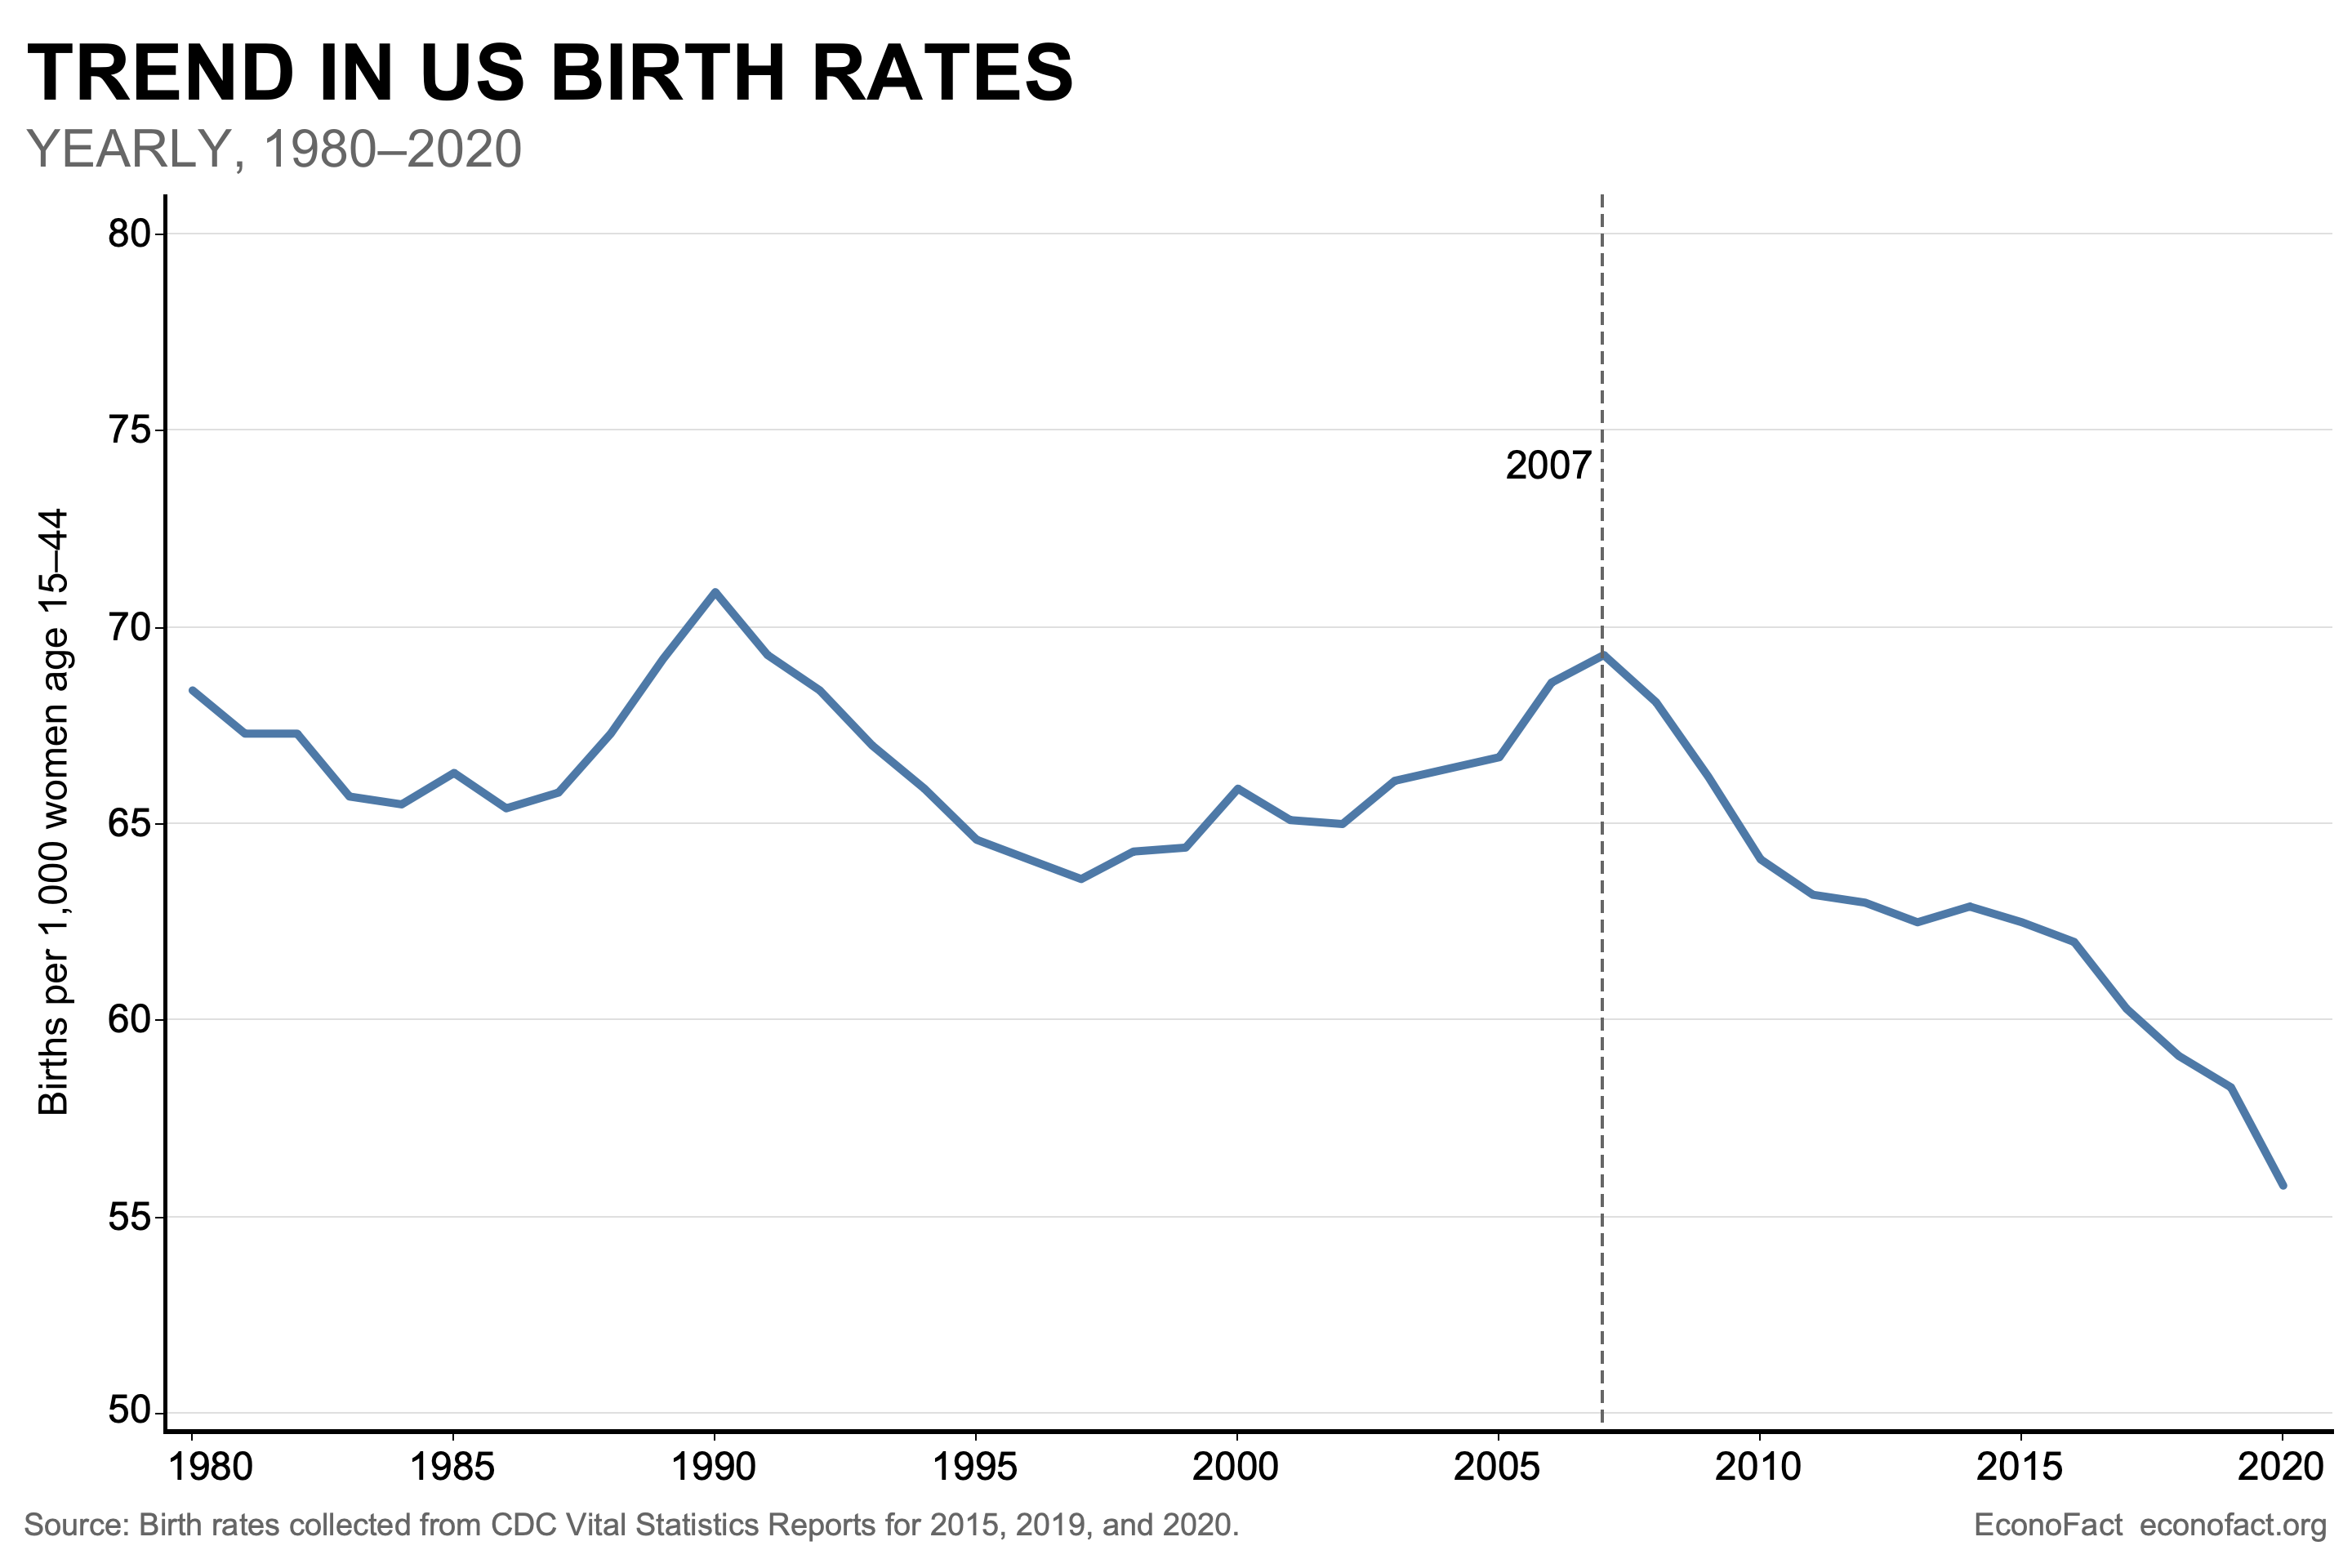 TREND IN US BIRTH RATES
YEARLY, 1980–2020
80
75
2007
70
65
60
55
50
Births per 1,000 women age 15–44
1980 1985 1990 1995 2000 2005 2010 2015 2020
Source: Birth rates collected from CDC Vital Statistics Reports for 2015, 2019, and 2020.
EconoFact econofact.org